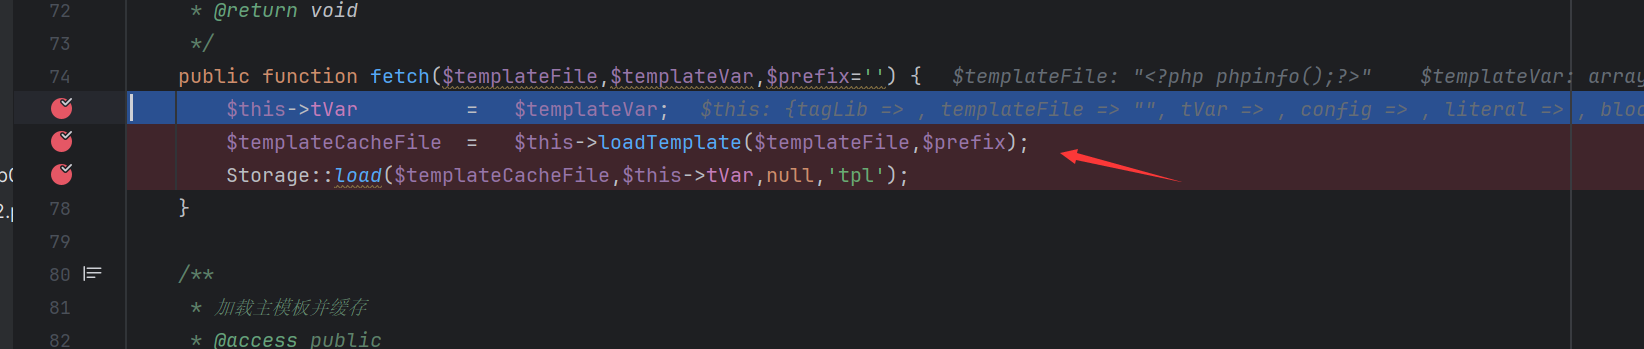 72 * @return void
73 */
74 public function fetch($templateFile,$templateVar,$prefix='') { $templateFile: "<?php phpinfo();?>" $templateVar: array
$this->tVar = $templateVar; $this: {tagLib => , templateFile => "", tVar => , config => , literal => , bloc
$templateCacheFile = $this->loadTemplate($templateFile,$prefix);
Storage::load($templateCacheFile,$this->tVar,null,'tpl');
78 }
79
80 /**
81 * 加载主模板并缓存
82 * @access public